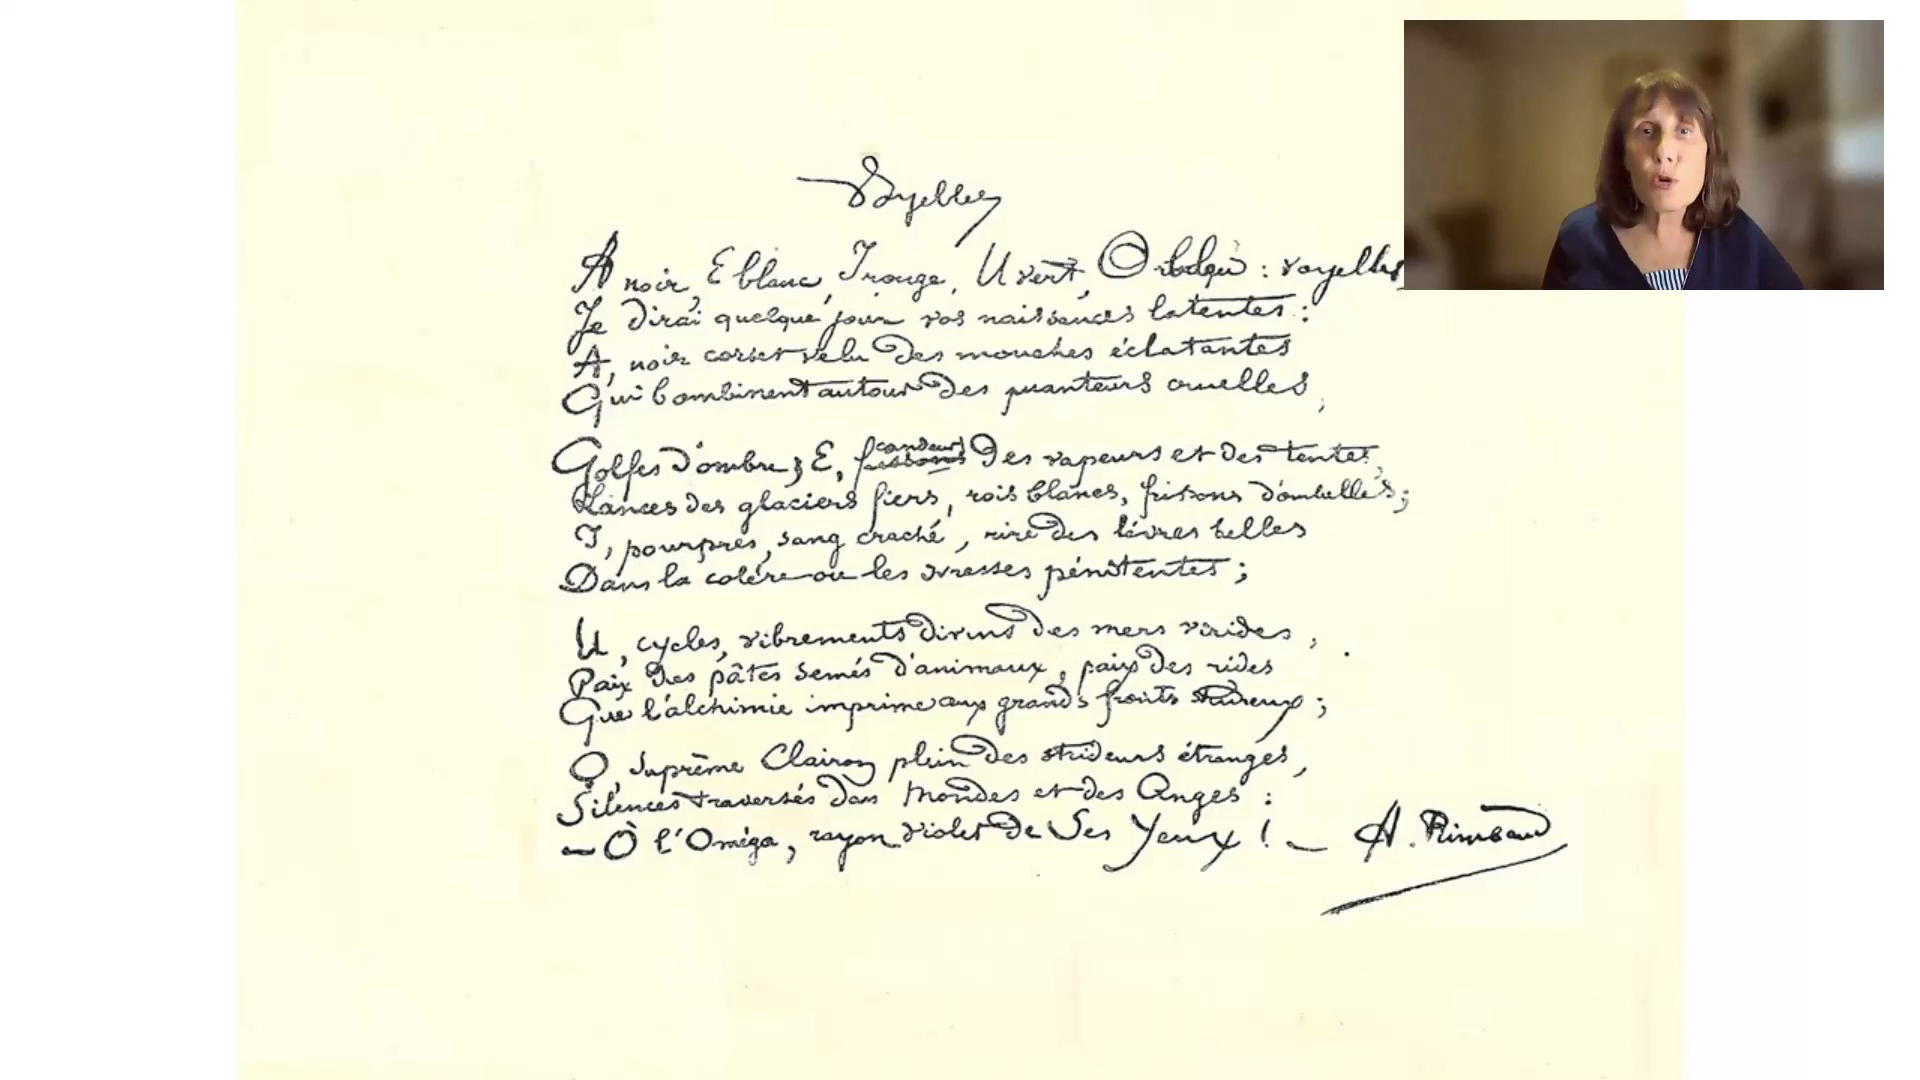 Voyelles
A noir, E blanc, I rouge, U vert, O bleu : voyelles
Je dirai quelque jour vos naissances latentes :
A, noir corset velu des mouches éclatantes
Qui bombinent autour des puanteurs cruelles,
Golfes d'ombre ; E, frissons candeurs des vapeurs et des tentes,
Lances des glaciers fiers, rois blancs, frissons d'ombelles ;
I, pourpres, sang craché, rire des lèvres belles
Dans la colère ou les ivresses pénitentes ;
U, cycles, vibrements divins des mers virides,
Paix des pâtis semés d'animaux, paix des rides
Que l'alchimie imprime aux grands fronts studieux ;
O, suprême Clairon plein des strideurs étranges,
Silences traversés des Mondes et des Anges :
– O l'Oméga, rayon violet de Ses Yeux ! –
A. Rimbaud